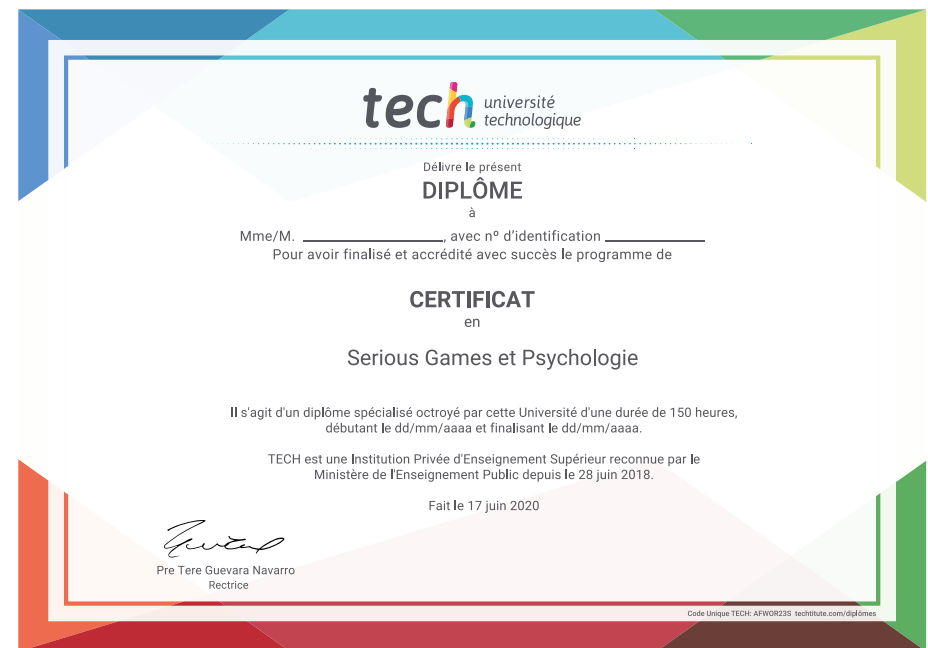 tech université
technologique
Délivre le présent
DIPLÔME
à
Mme/M. ____________________, avec nº d'identification ______________
Pour avoir finalisé et accrédité avec succès le programme de
CERTIFICAT
en
Serious Games et Psychologie
Il s'agit d'un diplôme spécialisé octroyé par cette Université d'une durée de 150 heures,
débutant le dd/mm/aaaa et finalisant le dd/mm/aaaa.
TECH est une Institution Privée d'Enseignement Supérieur reconnue par le
Ministère de l'Enseignement Public depuis le 28 juin 2018.
Fait le 17 juin 2020
Pre Tere Guevara Navarro
Rectrice
Code Unique TECH: AFWOR23S techtitute.com/diplômes